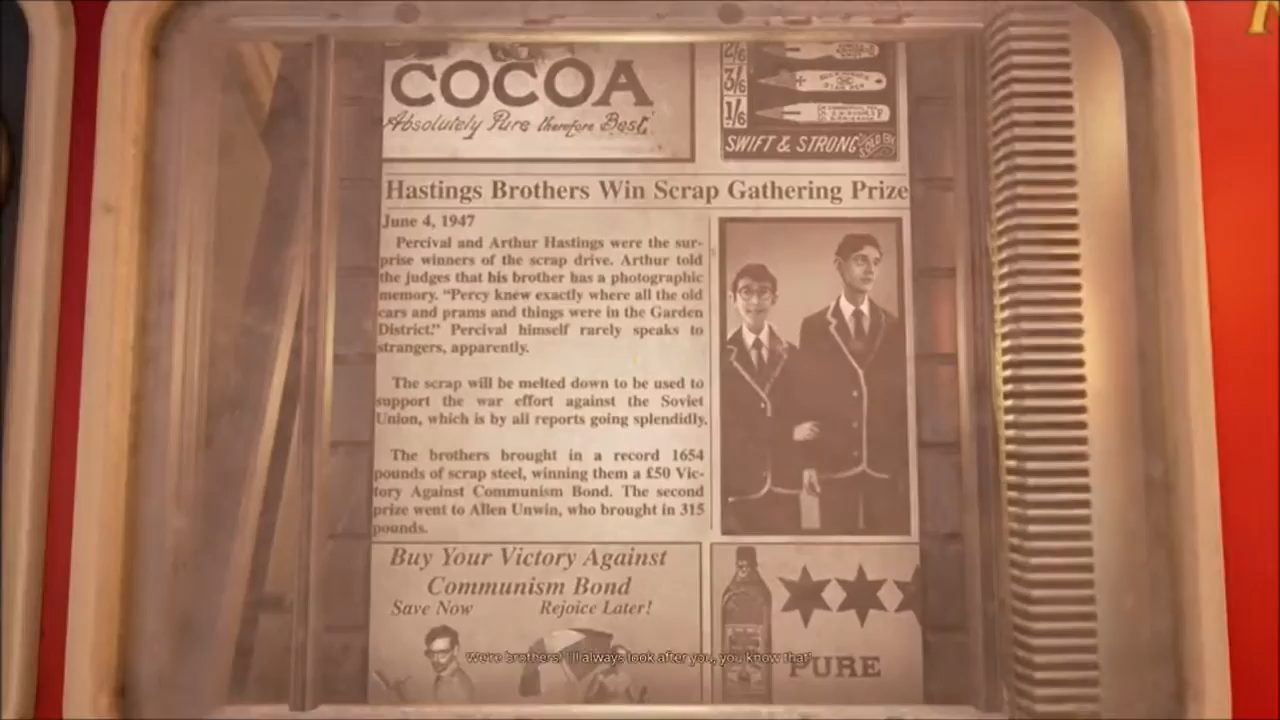 COCOA
Absolutely Pure therefore Best
2/6
3/6
1/6
SWIFT & STRONG
Hastings Brothers Win Scrap Gathering Prize
June 4, 1947
Percival and Arthur Hastings were the sur-
prise winners of the scrap drive. Arthur told
the judges that his brother has a photographic
memory. “Percy knew exactly where all the old
cars and prams and things were in the Garden
District.” Percival himself rarely speaks to
strangers, apparently.
The scrap will be melted down to be used to
support the war effort against the Soviet
Union, which is by all reports going splendidly.
The brothers brought in a record 1654
pounds of scrap steel, winning them a £50 Vic-
tory Against Communism Bond. The second
prize went to Allen Unwin, who brought in 315
pounds.
Buy Your Victory Against
Communism Bond
Save Now Rejoice Later!
PURE
We're brothers! I'll always look after you, you know that!